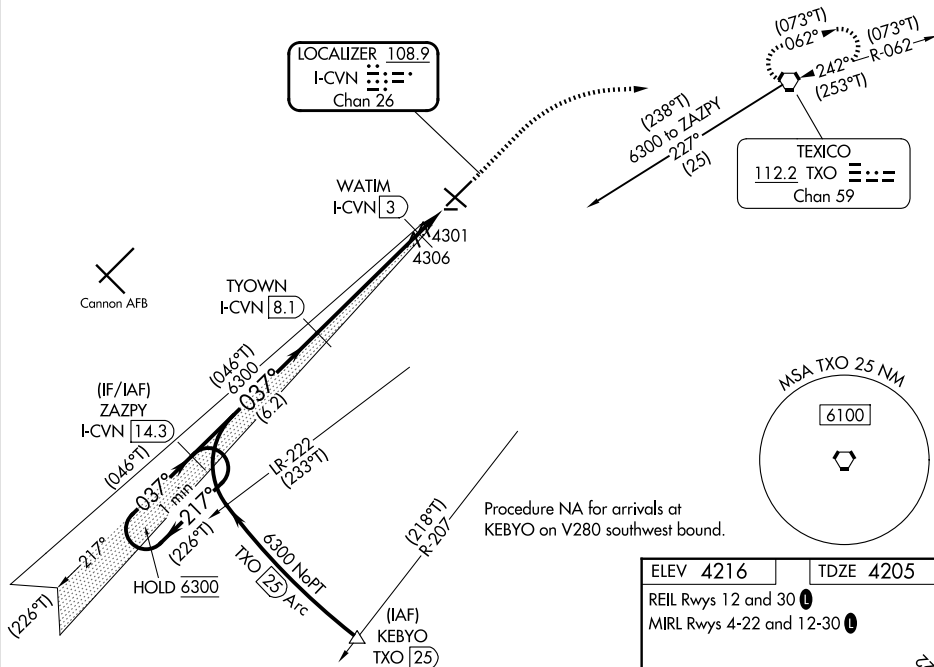 LOCALIZER 108.9
I-CVN
Chan 26
(073°T)
062°
(073°T)
R-062
242°
(253°T)
(238°T)
6300 to ZAZPY
227°
(25)
TEXICO
112.2 TXO
Chan 59
WATIM
I-CVN 3
4301
4306
Cannon AFB
TYOWN
I-CVN 8.1
(046°T)
6300
037°
(6.2)
(IF/IAF)
ZAZPY
I-CVN 14.3
(046°T)
037°
1 min
217°
(226°T)
LR-222
(233°T)
217°
(226°T)
HOLD 6300
6300 NoPT
TXO 25 Arc
(218°T)
R-207
(IAF)
KEBYO
TXO 25
Procedure NA for arrivals at
KEBYO on V280 southwest bound.
MSA TXO 25 NM
6100
ELEV 4216
TDZE 4205
REIL Rwys 12 and 30 L
MIRL Rwys 4-22 and 12-30 L
22